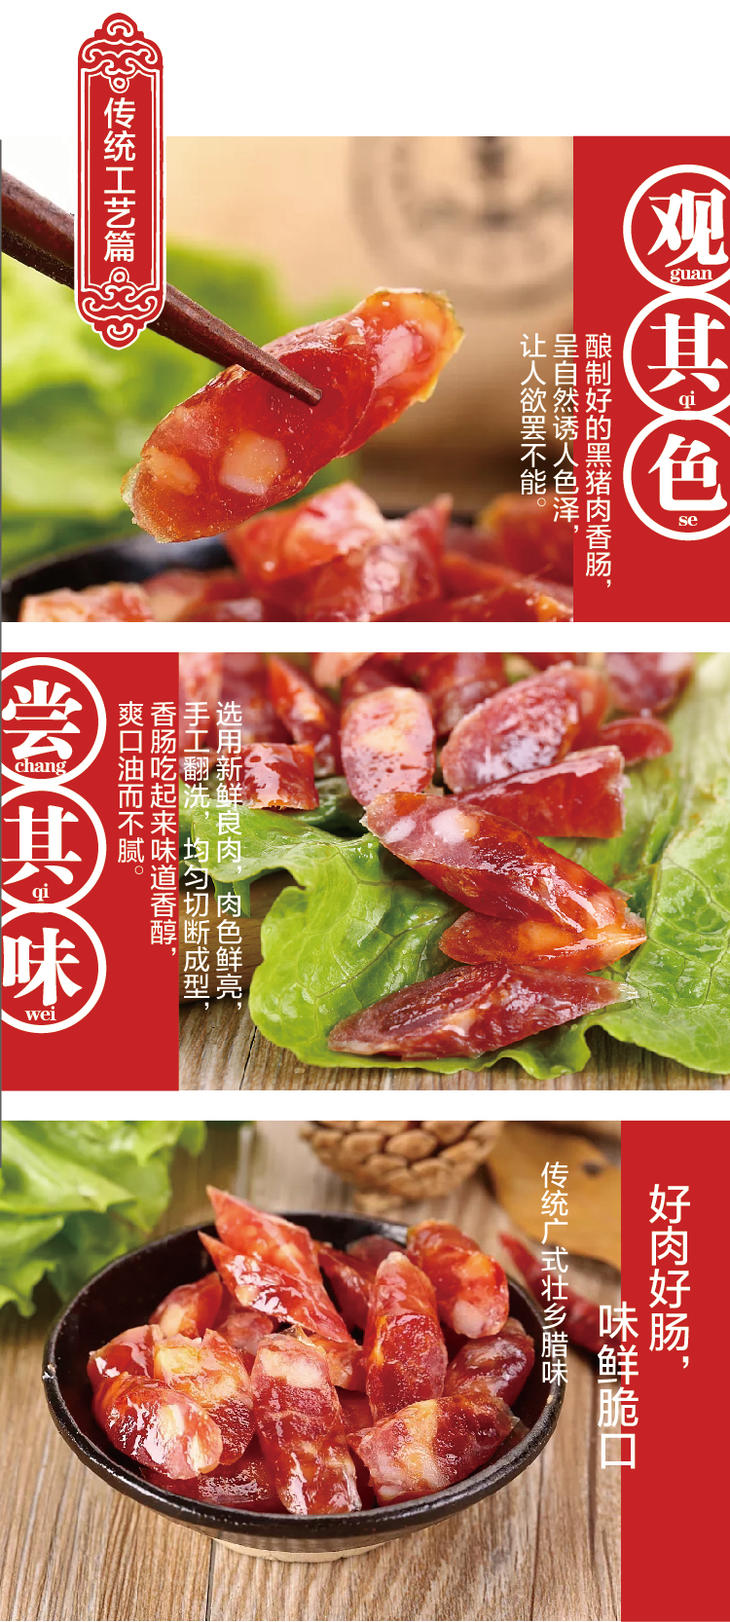 传统工艺篇
观
guan
其
qi
色
se
酿制好的黑猪肉香肠，
呈自然诱人色泽，
让人欲罢不能。
尝
chang
其
qi
味
wei
选用新鲜良肉，肉色鲜亮，
手工翻洗，均匀切断成型，
香肠吃起来味道香醇，
爽口油而不腻。
好肉好肠，
味鲜脆口
传统广式壮乡腊味